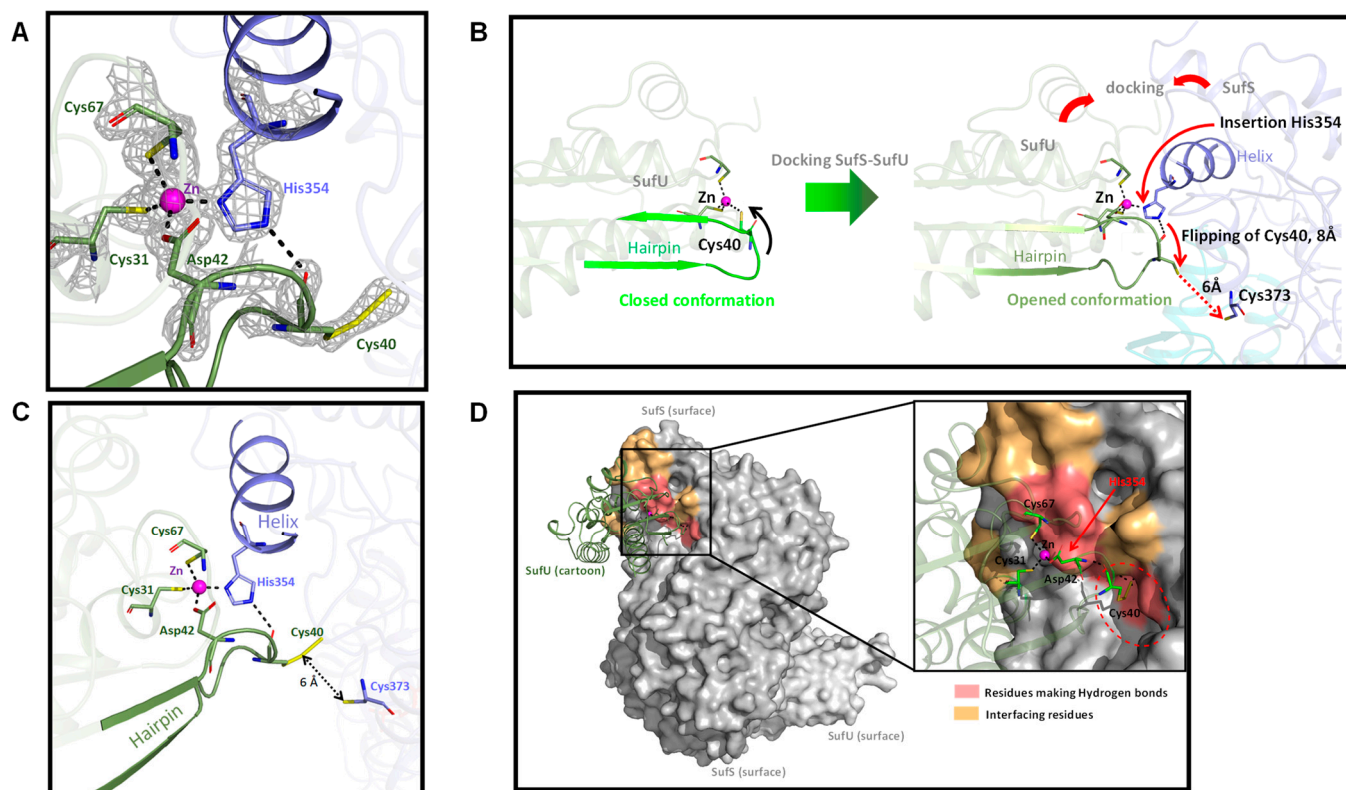 A
Cys67
Zn
His354
Cys31
Asp42
Cys40
B
docking
SufS
SufU
Insertion His354
Helix
Docking SufS-SufU
SufU
Zn
Zn
Cys40
Flipping of Cys40, 8Å
Hairpin
Hairpin
6Å
Cys373
Closed conformation
Opened conformation
C
Helix
Cys67
Zn
His354
Cys31
Asp42
Cys40
6 Å
Cys373
Hairpin
D
SufS (surface)
SufU (cartoon)
His354
Cys67
Zn
Cys31
Asp42
Cys40
Residues making Hydrogen bonds
Interfacing residues
SufU (surface)
SufS (surface)